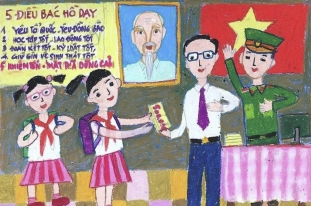 5 ĐIỀU BÁC HỒ DẠY
1 YÊU TỔ QUỐC - YÊU ĐỒNG BÀO
2 HỌC TẬP TỐT - LAO ĐỘNG TỐT
3 ĐOÀN KẾT TỐT - KỶ LUẬT TỐT
4 GIỮ GÌN VỆ SINH THẬT TỐT
5 KHIÊM TỐN - THẬT THÀ DŨNG CẢM